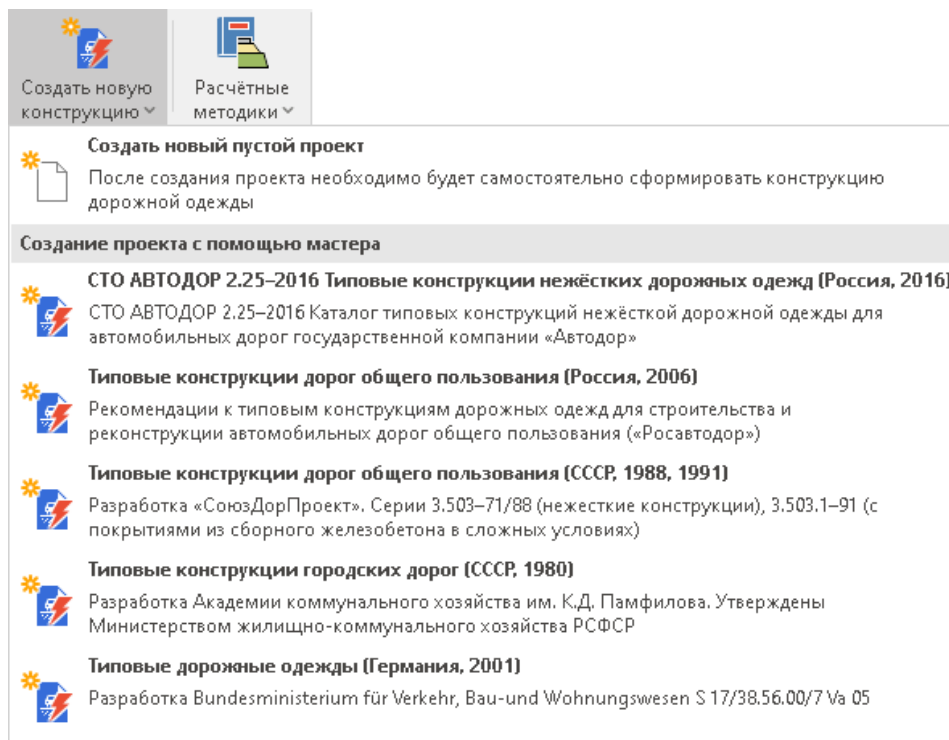 Создать новую
конструкцию
Расчётные
методики
Создать новый пустой проект
После создания проекта необходимо будет самостоятельно сформировать конструкцию
дорожной одежды
Создание проекта с помощью мастера
СТО АВТОДОР 2.25–2016 Типовые конструкции нежёстких дорожных одежд (Россия, 2016)
СТО АВТОДОР 2.25–2016 Каталог типовых конструкций нежёсткой дорожной одежды для
автомобильных дорог государственной компании «Автодор»
Типовые конструкции дорог общего пользования (Россия, 2006)
Рекомендации к типовым конструкциям дорожных одежд для строительства и
реконструкции автомобильных дорог общего пользования («Росавтодор»)
Типовые конструкции дорог общего пользования (СССР, 1988, 1991)
Разработка «СоюзДорПроект». Серии 3.503–71/88 (нежесткие конструкции), 3.503.1–91 (с
покрытиями из сборного железобетона в сложных условиях)
Типовые конструкции городских дорог (СССР, 1980)
Разработка Академии коммунального хозяйства им. К.Д. Памфилова. Утверждены
Министерством жилищно-коммунального хозяйства РСФСР
Типовые дорожные одежды (Германия, 2001)
Разработка Bundesministerium für Verkehr, Bau-und Wohnungswesen S 17/38.56.00/7 Va 05